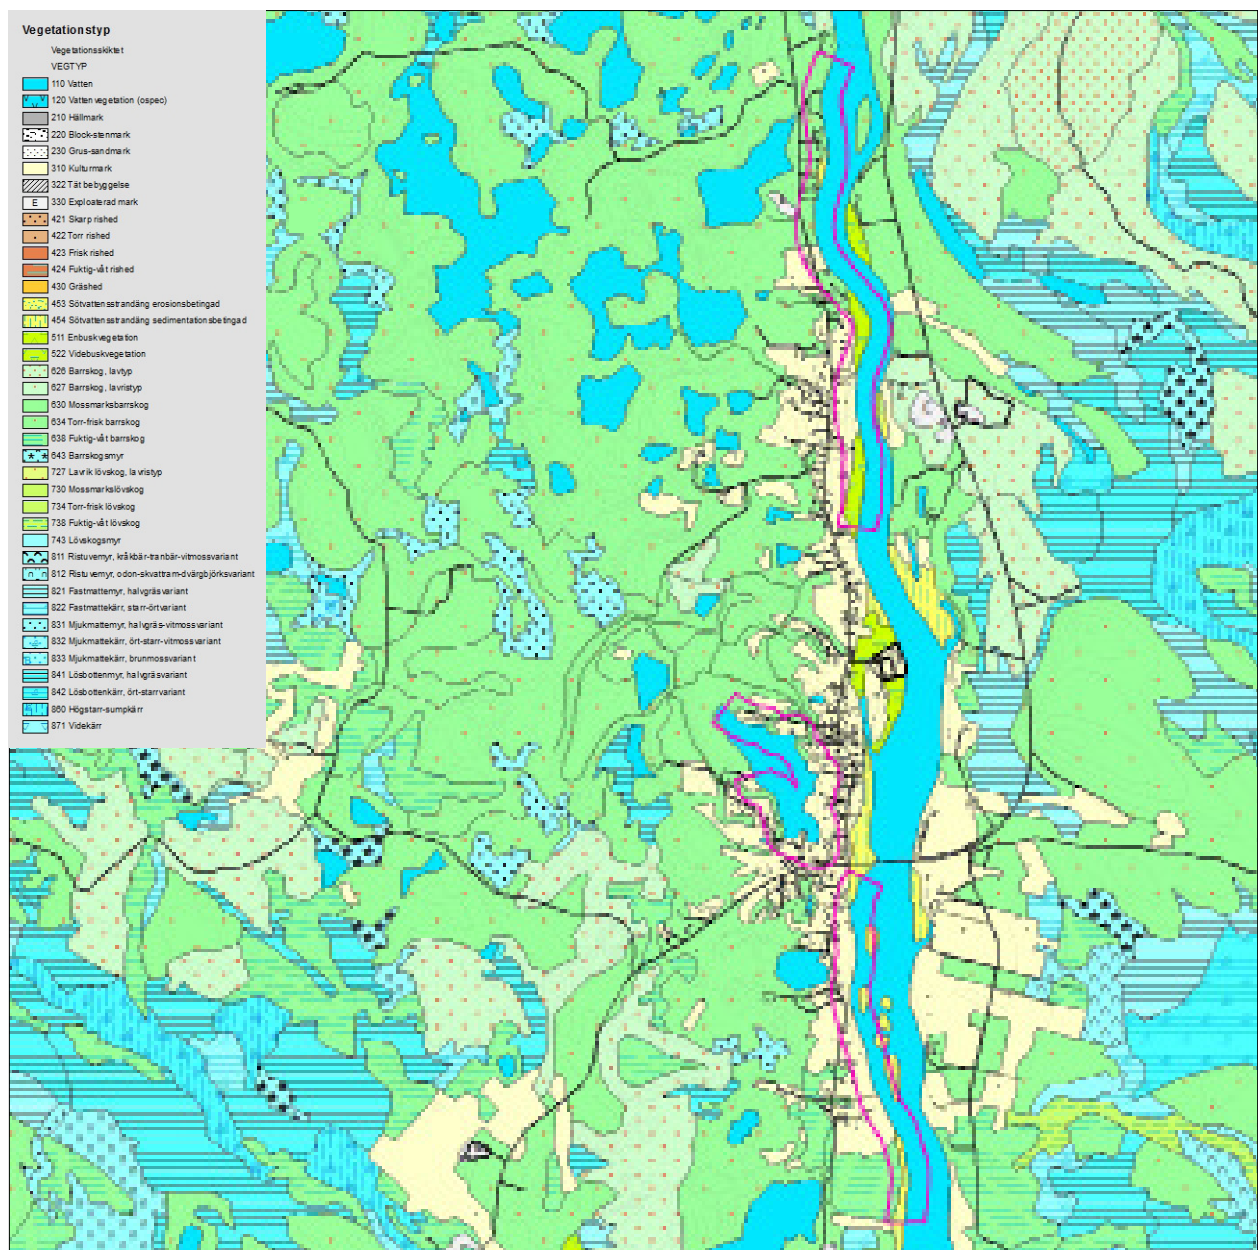 Vegetationstyp
Vegetationsskiktet
VEGTYP
110 Vatten
120 Vattenvegetation (ospec)
210 Hällmark
220 Block-stenmark
230 Grus-sandmark
310 Kulturmark
322 Tät bebyggelse
E 330 Exploaterad mark
421 Skarp rished
422 Torr rished
423 Frisk rished
424 Fuktig-våt rished
430 Gräshed
453 Sötvattensstrandäng erosionsbetingad
454 Sötvattensstrandäng sedimentationsbetingad
511 Enbuskvegetation
522 Videbuskvegetation
626 Barrskog, lavtyp
627 Barrskog, lavristyp
630 Mossmarksbarrskog
634 Torr-frisk barrskog
638 Fuktig-våt barrskog
643 Barrskogsmyr
727 Lavrik lövskog, lavristyp
730 Mossmarkslövskog
734 Torr-frisk lövskog
738 Fuktig-våt lövskog
743 Lövskogsmyr
811 Ristuvemyr, kråkbär-tranbär-vitmossvariant
812 Ristuvemyr, odon-skvattram-dvärgbjörksvariant
821 Fastmattemyr, halvgräsvariant
822 Fastmattekärr, starr-örtvariant
831 Mjukmattemyr, halvgräs-vitmossvariant
832 Mjukmattekärr, ört-starr-vitmossvariant
833 Mjukmattekärr, brunmossvariant
841 Lösbottenmyr, halvgräsvariant
842 Lösbottenkärr, ört-starrvariant
860 Högstarr-sumpkärr
871 Videkärr